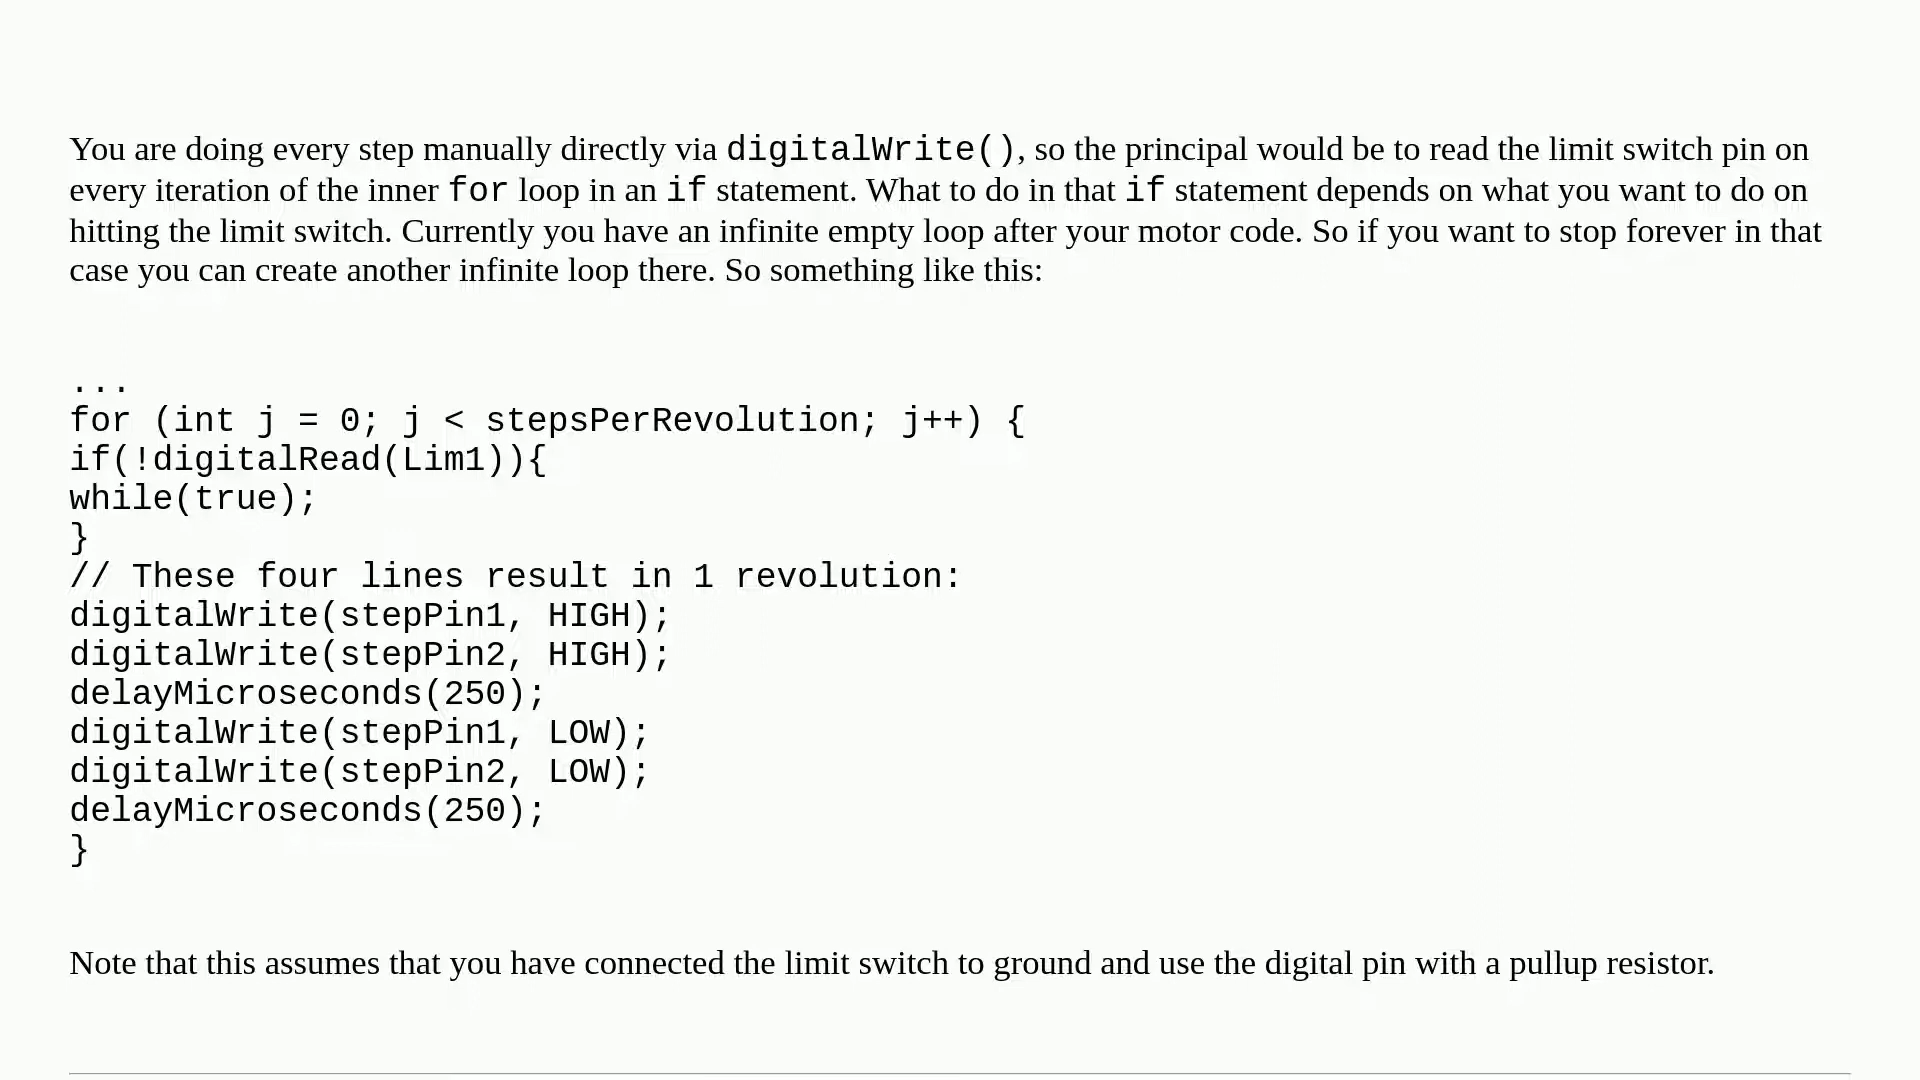 You are doing every step manually directly via digitalWrite(), so the principal would be to read the limit switch pin on
every iteration of the inner for loop in an if statement. What to do in that if statement depends on what you want to do on
hitting the limit switch. Currently you have an infinite empty loop after your motor code. So if you want to stop forever in that
case you can create another infinite loop there. So something like this:
...
for (int j = 0; j < stepsPerRevolution; j++) {
if(!digitalRead(Lim1)){
while(true);
}
// These four lines result in 1 revolution:
digitalWrite(stepPin1, HIGH);
digitalWrite(stepPin2, HIGH);
delayMicroseconds(250);
digitalWrite(stepPin1, LOW);
digitalWrite(stepPin2, LOW);
delayMicroseconds(250);
}
Note that this assumes that you have connected the limit switch to ground and use the digital pin with a pullup resistor.